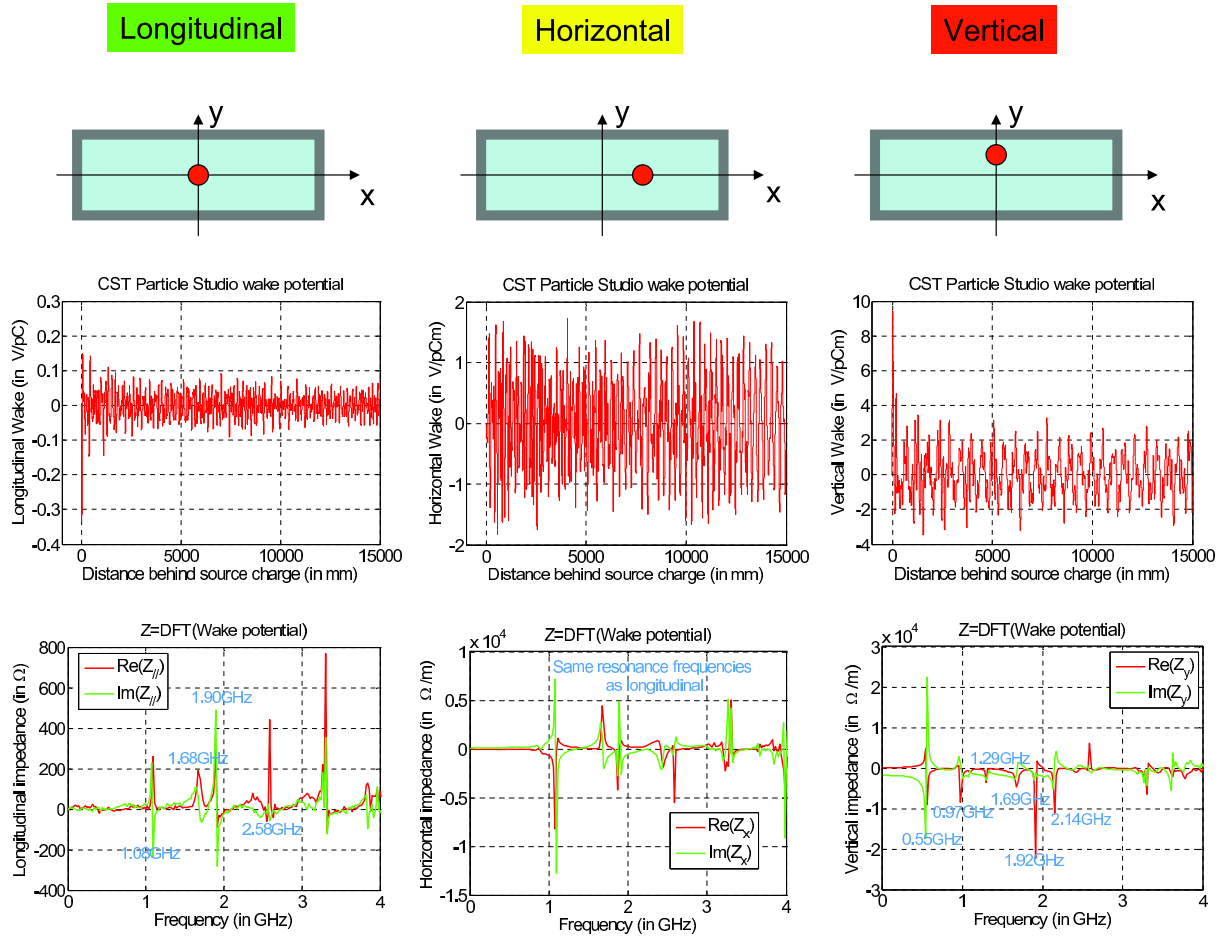 Longitudinal
Horizontal
Vertical
y
x
y
x
y
x
CST Particle Studio wake potential
Longitudinal Wake (in V/pC)
0.3
0.2
0.1
0
-0.1
-0.2
-0.3
-0.4
0
5000
10000
15000
Distance behind source charge (in mm)
CST Particle Studio wake potential
Horizontal Wake (in V/pCm)
2
1
0
-1
-2
0
5000
10000
15000
Distance behind source charge (in mm)
CST Particle Studio wake potential
Vertical Wake (in V/pCm)
10
8
6
4
2
0
-2
-4
0
5000
10000
15000
Distance behind source charge (in mm)
Z=DFT(Wake potential)
Longitudinal impedance (in Ω)
800
600
400
200
0
-200
-400
Re(Z//)
Im(Z//)
1.90GHz
1.68GHz
2.58GHz
1.08GHz
0
1
2
3
4
Frequency (in GHz)
Z=DFT(Wake potential)
x 10^4
Horizontal impedance (in Ω /m)
1
0.5
0
-0.5
-1
-1.5
Same resonance frequencies
as longitudinal
Re(Zx)
Im(Zx)
0
1
2
3
4
Frequency (in GHz)
Z=DFT(Wake potential)
x 10^4
Vertical impedance (in Ω /m)
3
2
1
0
-1
-2
-3
Re(Zy)
Im(Zy)
1.29GHz
0.97GHz
1.69GHz
2.14GHz
0.55GHz
1.92GHz
0
1
2
3
4
Frequency (in GHz)